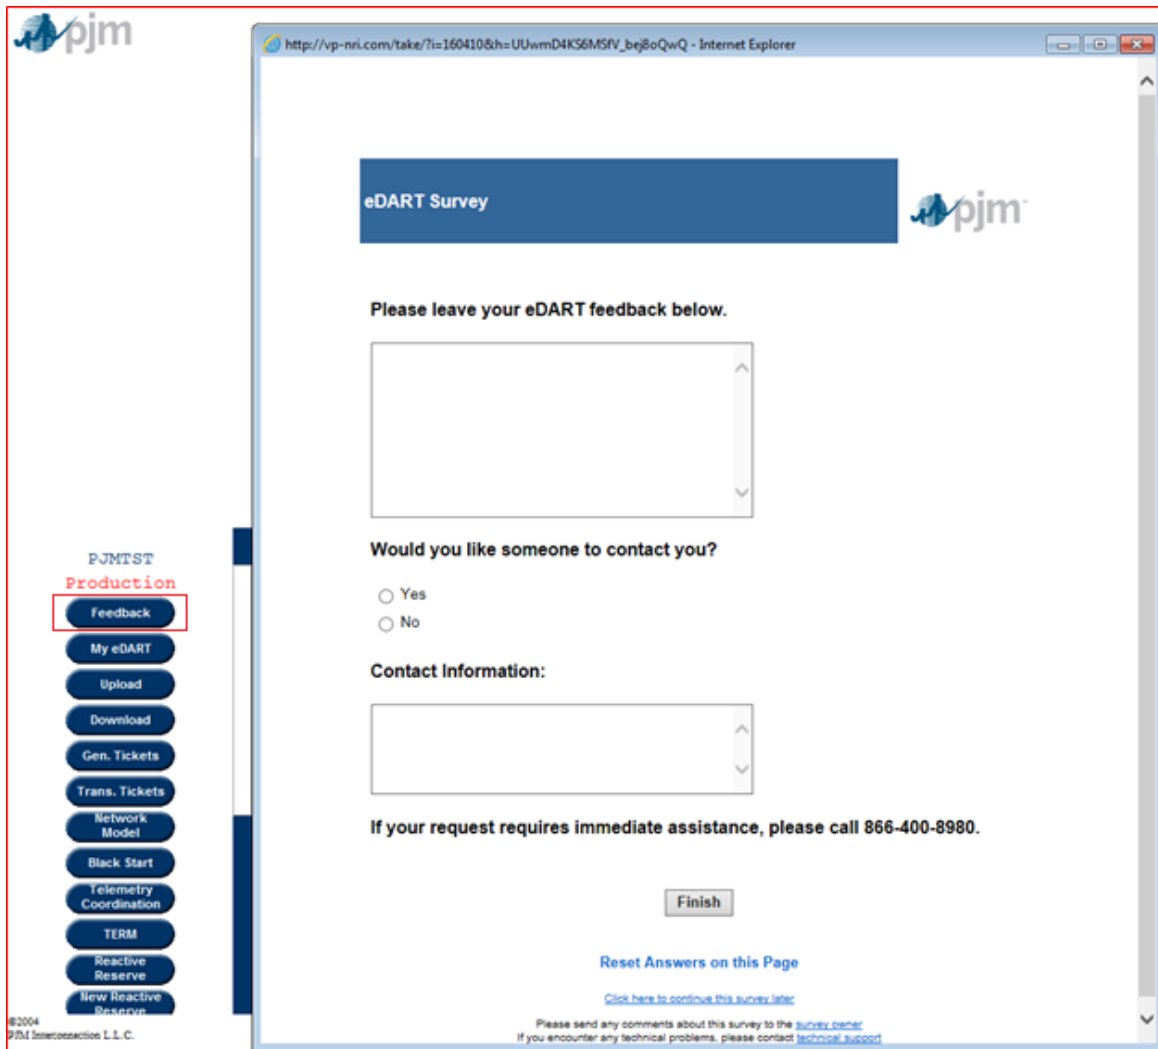 pjm
http://vp-nri.com/take/?i=160410&h=UUwmD4KS6MSfV_bej8oQwQ - Internet Explorer
eDART Survey
pjm™
Please leave your eDART feedback below.
Would you like someone to contact you?
Yes
No
Contact Information:
If your request requires immediate assistance, please call 866-400-8980.
Finish
Reset Answers on this Page
Click here to continue this survey later
Please send any comments about this survey to the survey owner
If you encounter any technical problems, please contact technical support
PJMTST
Production
Feedback
My eDART
Upload
Download
Gen. Tickets
Trans. Tickets
Network
Model
Black Start
Telemetry
Coordination
TERM
Reactive
Reserve
New Reactive
Reserve
©2004
PJM Interconnection L.L.C.